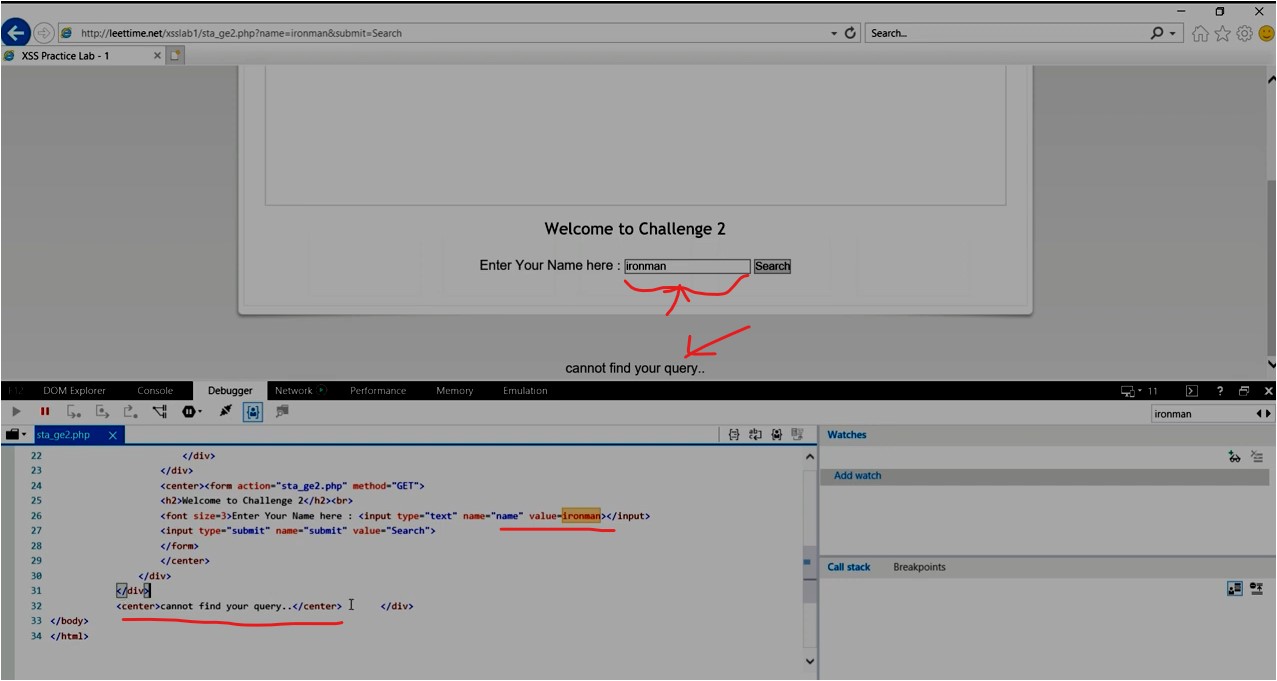 http://leettime.net/xsslab1/sta_ge2.php?name=ironman&submit=Search
Search...
XSS Practice Lab - 1
Welcome to Challenge 2
Enter Your Name here : ironman Search
cannot find your query..
F12 DOM Explorer Console Debugger Network Performance Memory Emulation 11 ?
ironman
sta_ge2.php
Watches
Add watch
22 </div>
23 </div>
24 <center><form action="sta_ge2.php" method="GET">
25 <h2>Welcome to Challenge 2</h2><br>
26 <font size=3>Enter Your Name here : <input type="text" name="name" value=ironman></input>
27 <input type="submit" name="submit" value="Search">
28 </form>
29 </center>
30 </div>
31 </div>
32 <center>cannot find your query..</center> </div>
33 </body>
34 </html>
Call stack Breakpoints